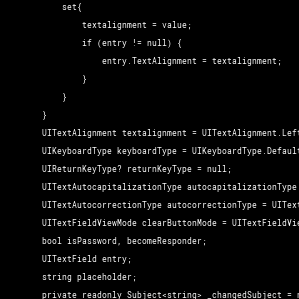 set{
textalignment = value;
if (entry != null) {
entry.TextAlignment = textalignment;
}
}
}
UITextAlignment textalignment = UITextAlignment.Left
UIKeyboardType keyboardType = UIKeyboardType.Default
UIReturnKeyType? returnKeyType = null;
UITextAutocapitalizationType autocapitalizationType
UITextAutocorrectionType autocorrectionType = UIText
UITextFieldViewMode clearButtonMode = UITextFieldVie
bool isPassword, becomeResponder;
UITextField entry;
string placeholder;
private readonly Subject<string> _changedSubject =